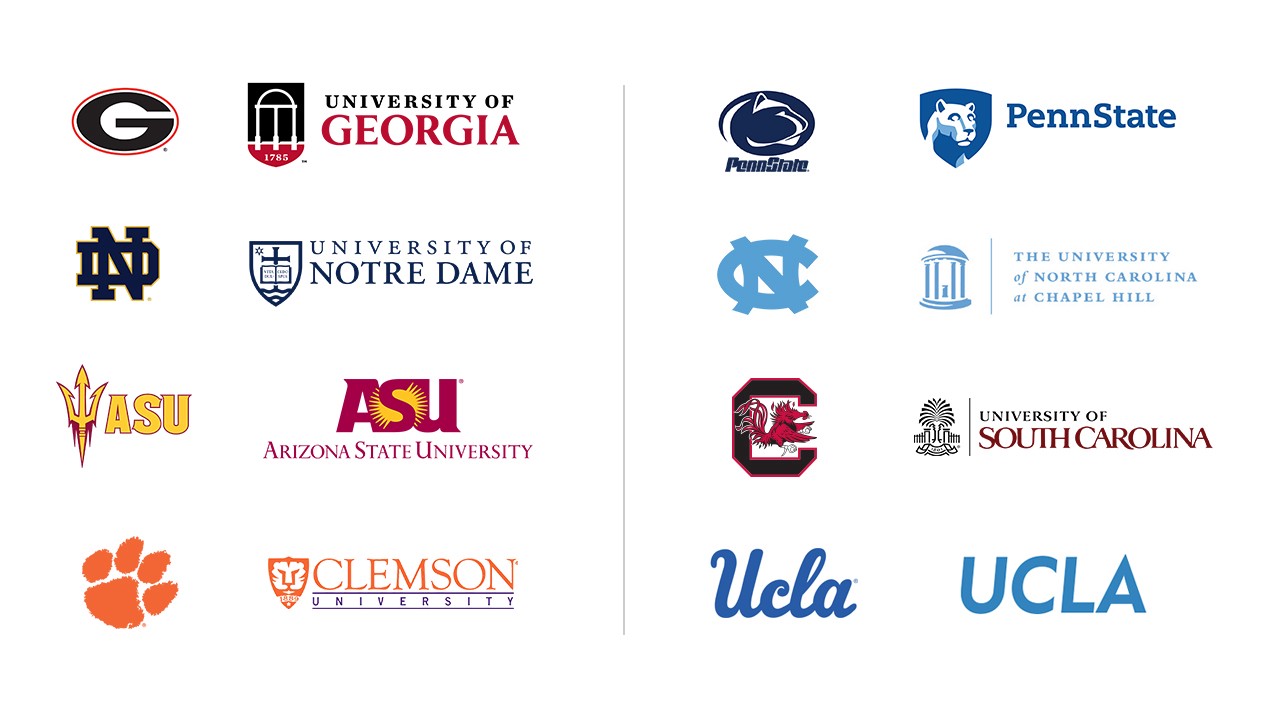 G
UNIVERSITY OF
GEORGIA
1785
ND
UNIVERSITY OF
NOTRE DAME
ASU
ASU
ARIZONA STATE UNIVERSITY
CLEMSON
1889
UNIVERSITY
PennState
PennState
NC
THE UNIVERSITY
of NORTH CAROLINA
at CHAPEL HILL
C
UNIVERSITY OF
SOUTH CAROLINA
Ucla
UCLA